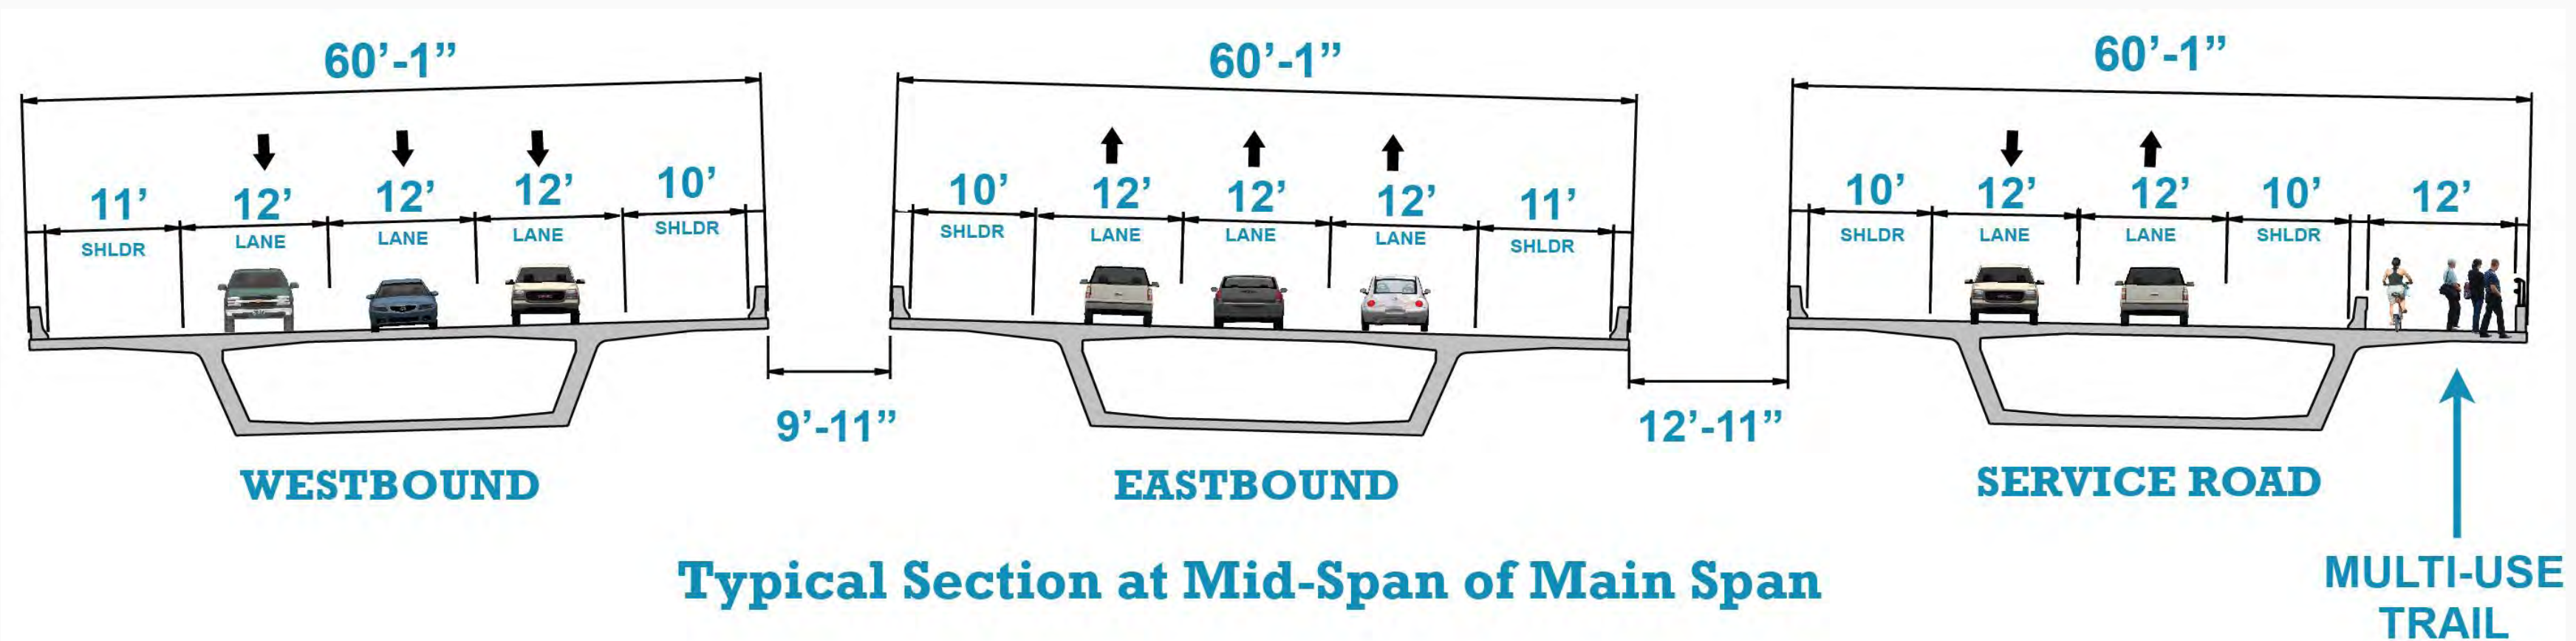 60’-1”
60’-1”
60’-1”
11’ 12’ 12’ 12’ 10’
SHLDR LANE LANE LANE SHLDR
10’ 12’ 12’ 12’ 11’
SHLDR LANE LANE LANE SHLDR
10’ 12’ 12’ 10’ 12’
SHLDR LANE LANE SHLDR
9’-11”
12’-11”
WESTBOUND
EASTBOUND
SERVICE ROAD
Typical Section at Mid-Span of Main Span
MULTI-USE
TRAIL